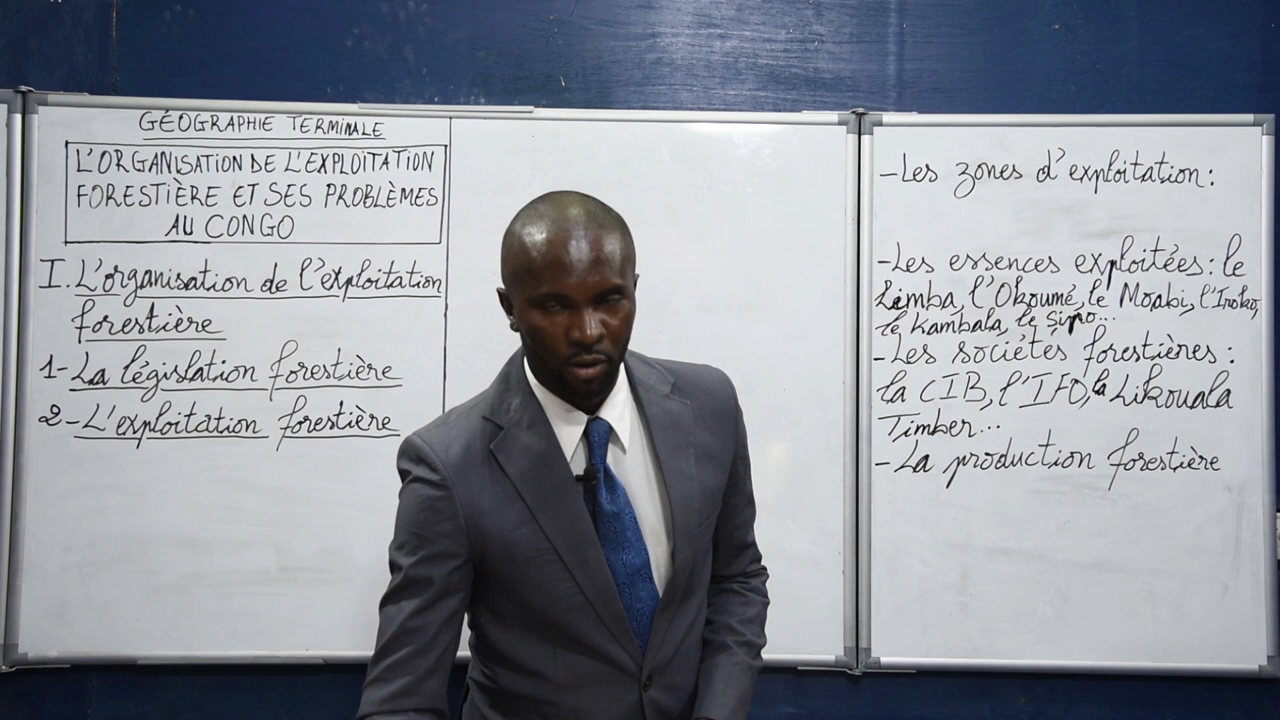 GÉOGRAPHIE TERMINALE
L'ORGANISATION DE L'EXPLOITATION
FORESTIÈRE ET SES PROBLÈMES
AU CONGO
I. L'organisation de l'exploitation
forestière
1- La législation forestière
2- L'exploitation forestière
- Les zones d'exploitation :
- Les essences exploitées : le
Limba, l'Okoumé, le Moabi, l'Iroko,
le Kambala, le Sipo...
- Les sociétés forestières :
la CIB, l'IFO, la Likouala
Timber...
- La production forestière